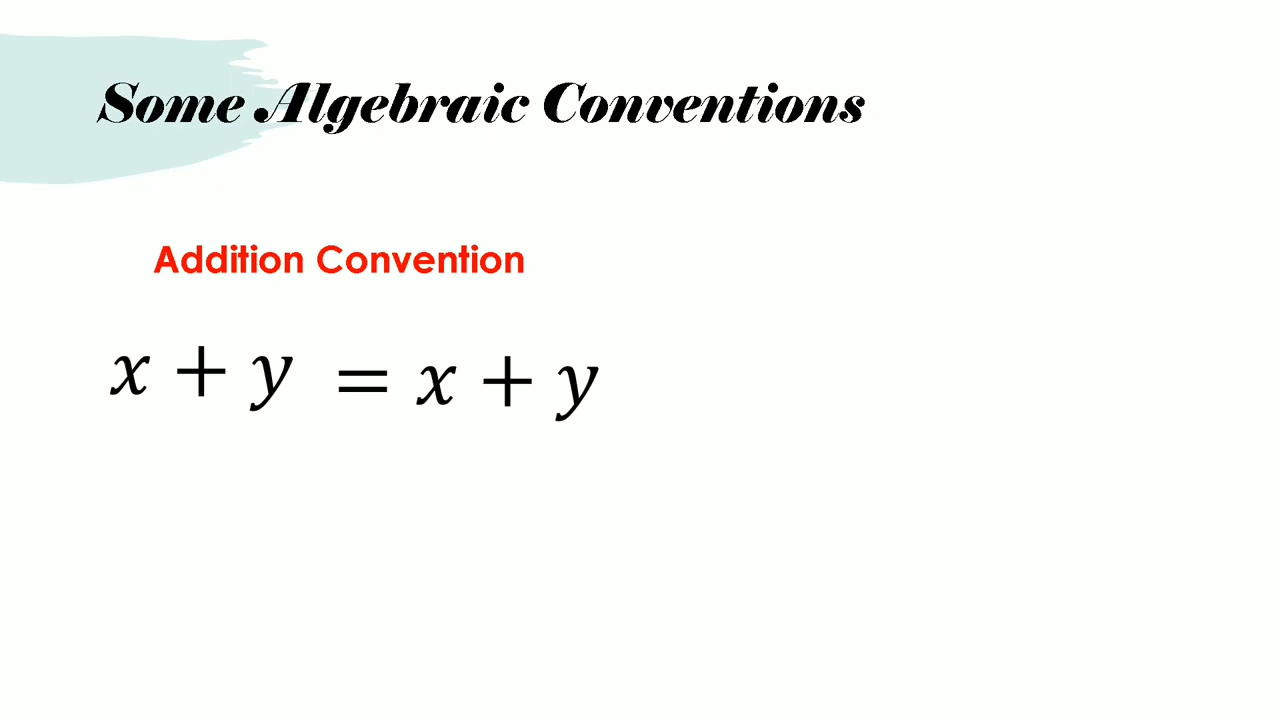 Some Algebraic Conventions
Addition Convention
x + y = x + y